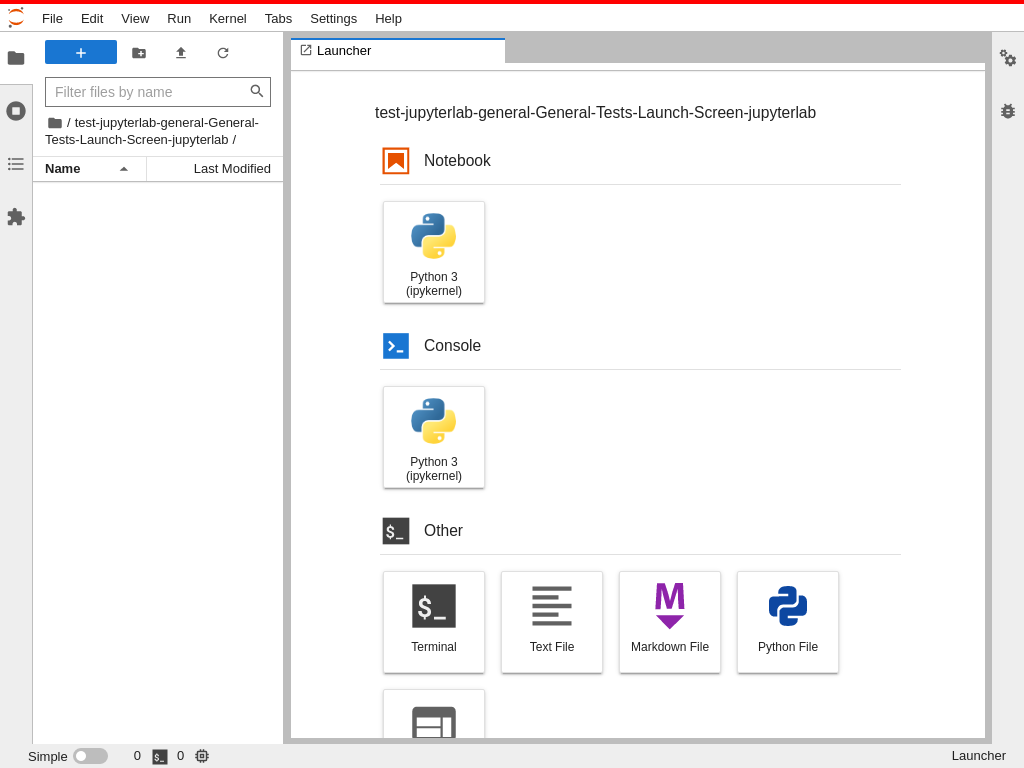 File Edit View Run Kernel Tabs Settings Help
Launcher
Filter files by name
/ test-jupyterlab-general-General-
Tests-Launch-Screen-jupyterlab /
Name Last Modified
test-jupyterlab-general-General-Tests-Launch-Screen-jupyterlab
Notebook
Python 3
(ipykernel)
Console
Python 3
(ipykernel)
Other
$_
Terminal
Text File
M
Markdown File
Python File
Simple 0 $_ 0 Launcher